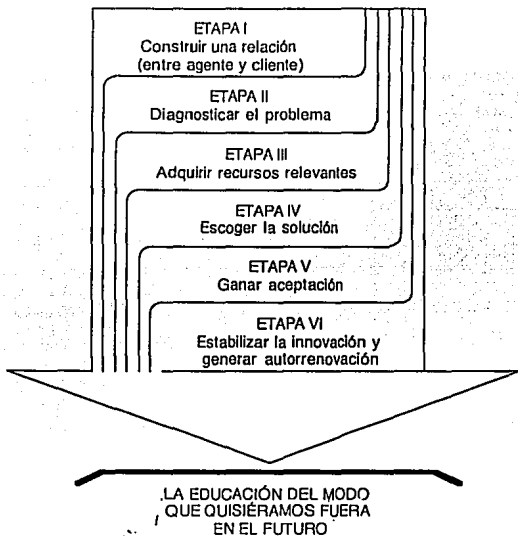 ETAPA I
Construir una relación
(entre agente y cliente)
ETAPA II
Diagnosticar el problema
ETAPA III
Adquirir recursos relevantes
ETAPA IV
Escoger la solución
ETAPA V
Ganar aceptación
ETAPA VI
Estabilizar la innovación y
generar autorrenovación
LA EDUCACIÓN DEL MODO
QUE QUISIÉRAMOS FUERA
EN EL FUTURO